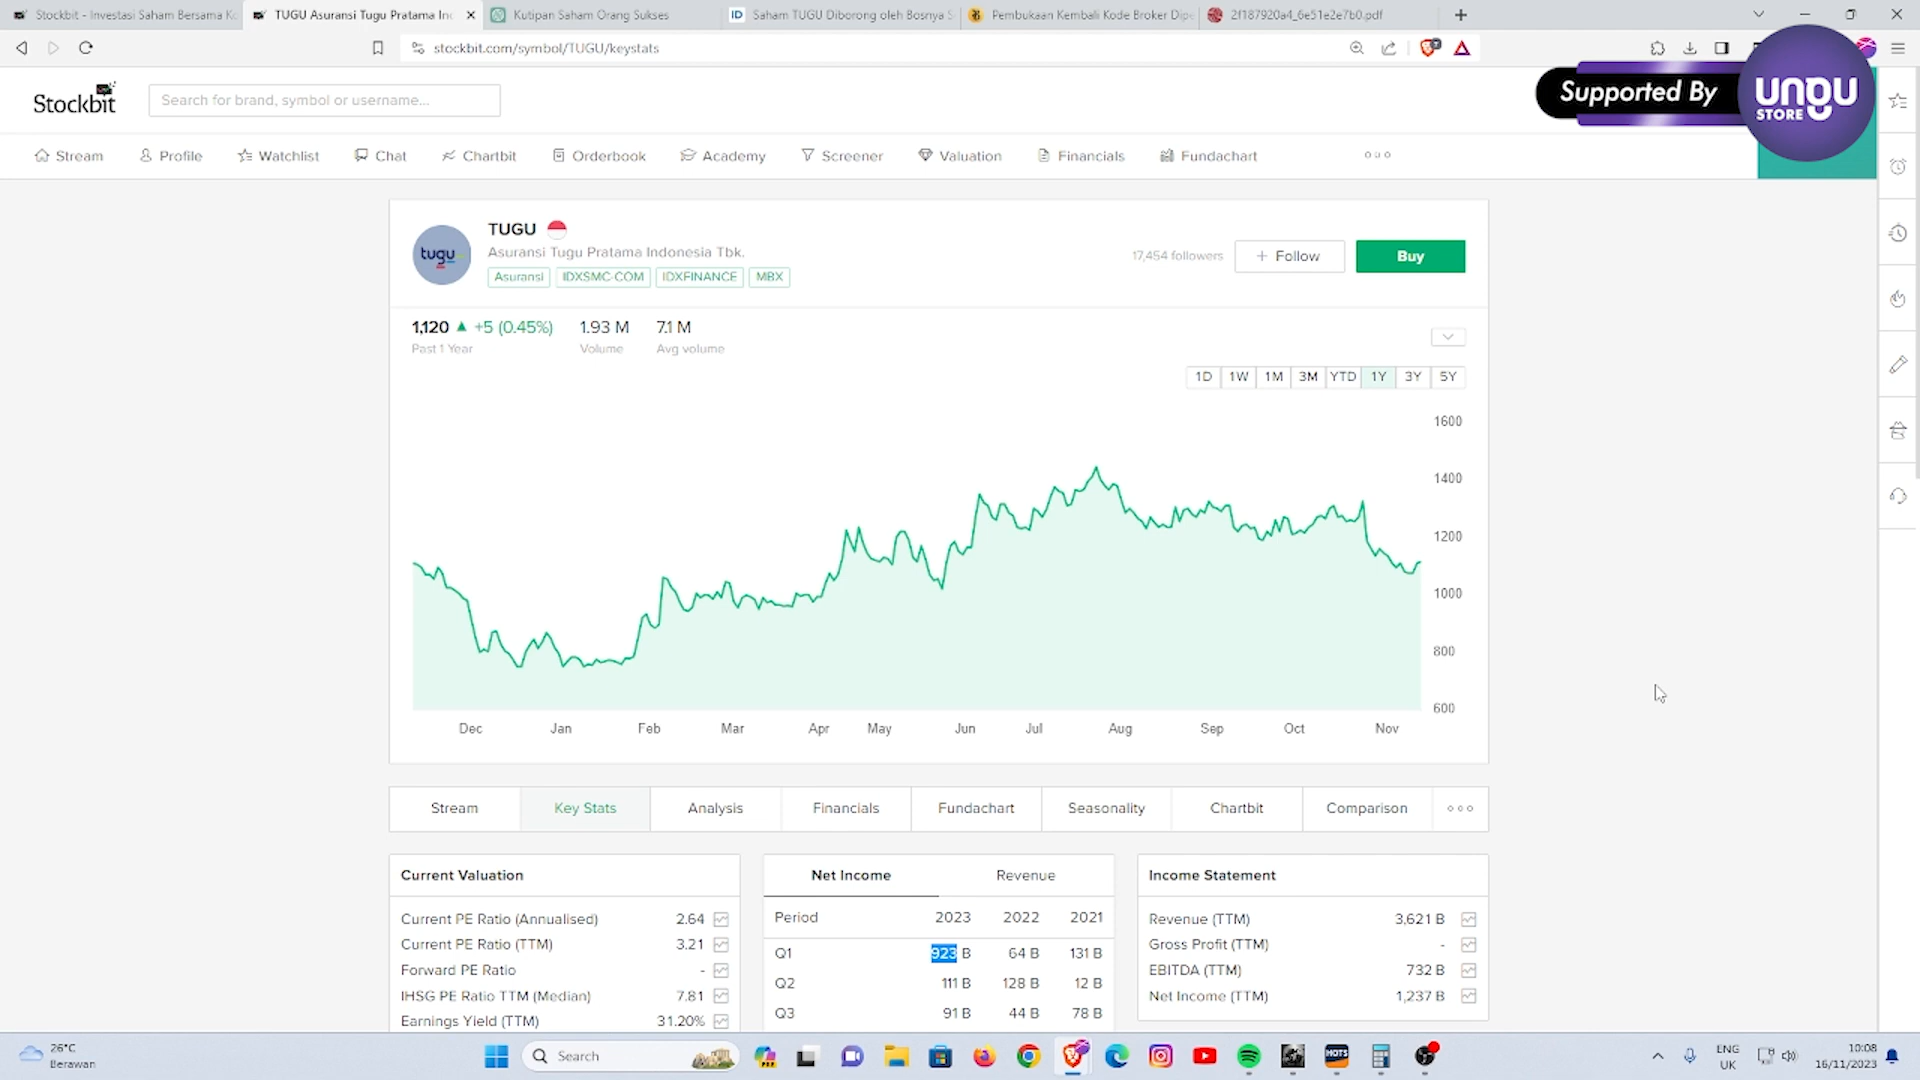 Stockbit - Investasi Saham Bersama Ko
TUGU Asuransi Tugu Pratama Ind
Kutipan Saham Orang Sukses
Saham TUGU Diborong oleh Bosnya S
Pembukaan Kembali Kode Broker Dipe
2f187920a4_6e51e2e7b0.pdf
stockbit.com/symbol/TUGU/keystats
Stockbit
Search for brand, symbol or username...
Supported By
ungu
STORE
Stream
Profile
Watchlist
Chat
Chartbit
Orderbook
Academy
Screener
Valuation
Financials
Fundachart
tugu
TUGU
Asuransi Tugu Pratama Indonesia Tbk.
Asuransi IDXSMC-COM IDXFINANCE MBX
17,454 followers
+ Follow
Buy
1,120 +5 (0.45%) 1.93 M 7.1 M
Past 1 Year Volume Avg volume
1D 1W 1M 3M YTD 1Y 3Y 5Y
1600
1400
1200
1000
800
600
Dec Jan Feb Mar Apr May Jun Jul Aug Sep Oct Nov
Stream Key Stats Analysis Financials Fundachart Seasonality Chartbit Comparison
Current Valuation
Current PE Ratio (Annualised) 2.64
Current PE Ratio (TTM) 3.21
Forward PE Ratio -
IHSG PE Ratio TTM (Median) 7.81
Earnings Yield (TTM) 31.20%
Net Income Revenue
Period 2023 2022 2021
Q1 923 B 64 B 131 B
Q2 111 B 128 B 12 B
Q3 91 B 44 B 78 B
Income Statement
Revenue (TTM) 3,621 B
Gross Profit (TTM) -
EBITDA (TTM) 732 B
Net Income (TTM) 1,237 B
26°C
Berawan
Search
HOTS
ENG
UK
10:08
16/11/2023